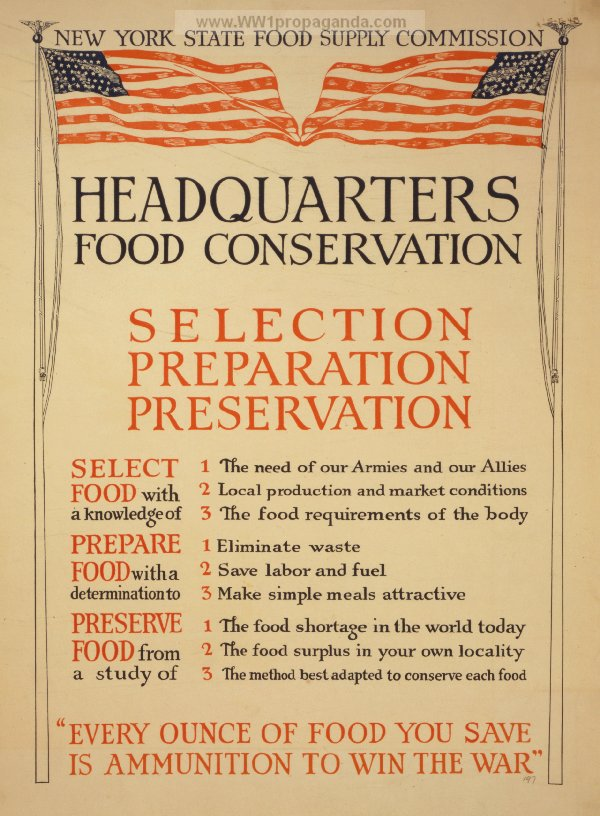 www.WW1propaganda.com
NEW YORK STATE FOOD SUPPLY COMMISSION
HEADQUARTERS
FOOD CONSERVATION
SELECTION
PREPARATION
PRESERVATION
SELECT FOOD with a knowledge of
1 The need of our Armies and our Allies
2 Local production and market conditions
3 The food requirements of the body
PREPARE FOOD with a determination to
1 Eliminate waste
2 Save labor and fuel
3 Make simple meals attractive
PRESERVE FOOD from a study of
1 The food shortage in the world today
2 The food surplus in your own locality
3 The method best adapted to conserve each food
“EVERY OUNCE OF FOOD YOU SAVE
IS AMMUNITION TO WIN THE WAR”